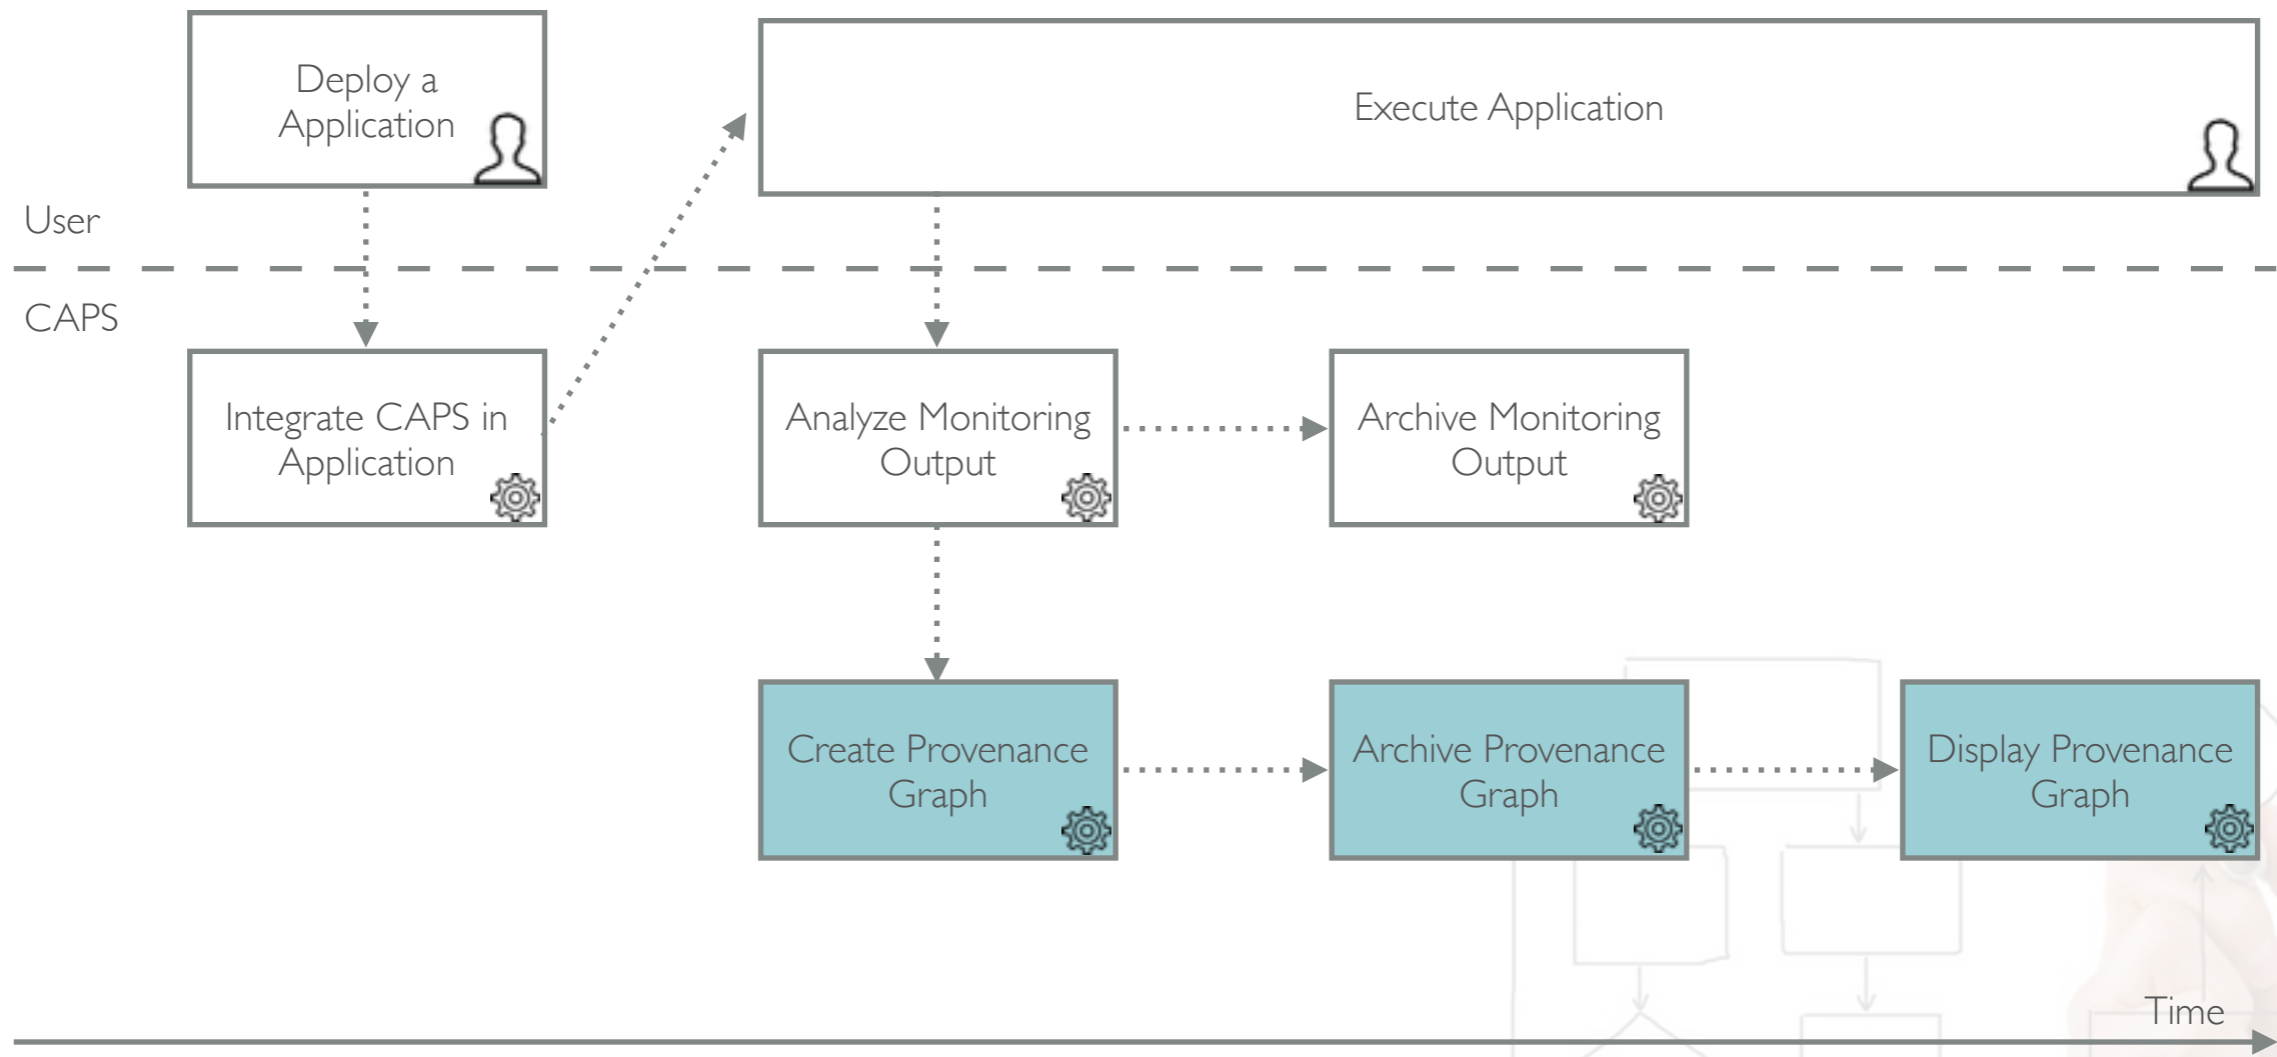 Deploy a
Application
Execute Application
User
CAPS
Integrate CAPS in
Application
Analyze Monitoring
Output
Archive Monitoring
Output
Create Provenance
Graph
Archive Provenance
Graph
Display Provenance
Graph
Time